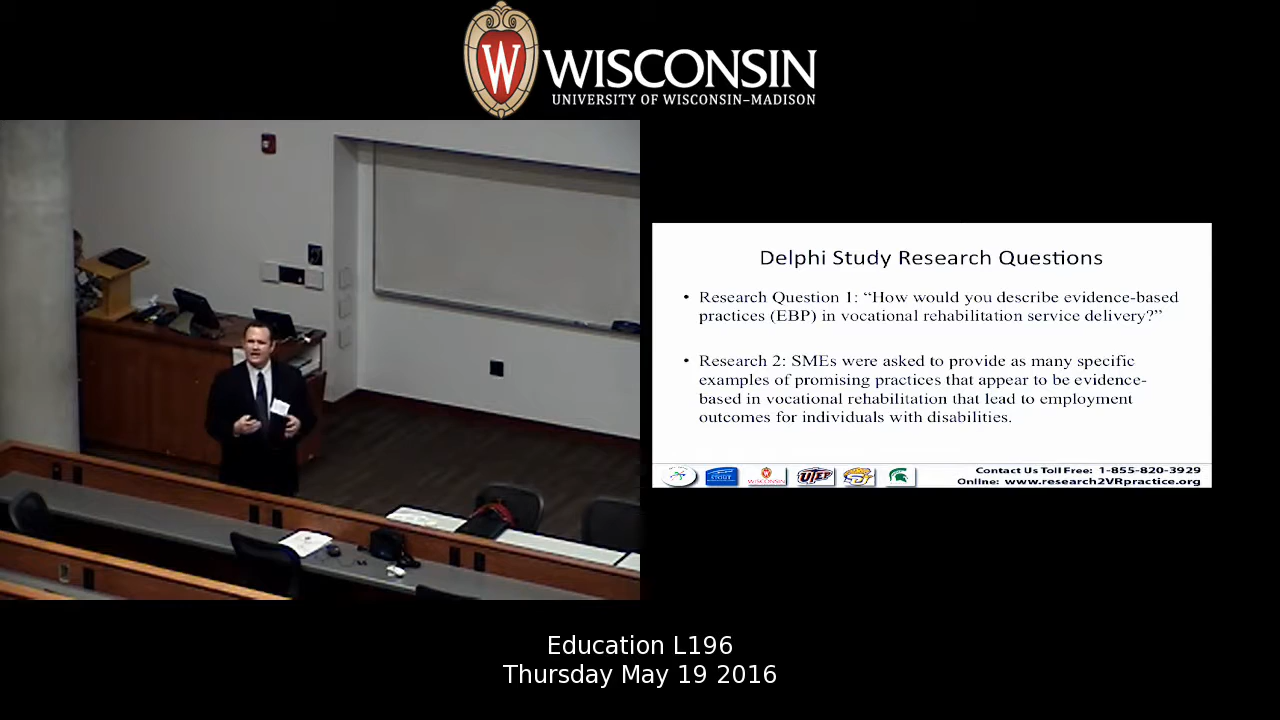 W
WISCONSIN
UNIVERSITY OF WISCONSIN–MADISON
Delphi Study Research Questions
• Research Question 1: “How would you describe evidence-based
practices (EBP) in vocational rehabilitation service delivery?”
• Research 2: SMEs were asked to provide as many specific
examples of promising practices that appear to be evidence-
based in vocational rehabilitation that lead to employment
outcomes for individuals with disabilities.
STOUT
WISCONSIN
UTEP
Contact Us Toll Free: 1-855-820-3929
Online: www.research2VRpractice.org
Education L196
Thursday May 19 2016